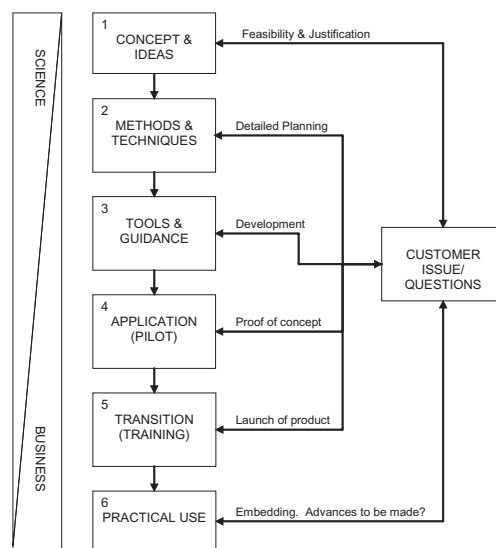 SCIENCE
BUSINESS
1
CONCEPT &
IDEAS
Feasibility & Justification
2
METHODS &
TECHNIQUES
Detailed Planning
3
TOOLS &
GUIDANCE
Development
CUSTOMER
ISSUE/
QUESTIONS
4
APPLICATION
(PILOT)
Proof of concept
5
TRANSITION
(TRAINING)
Launch of product
6
PRACTICAL USE
Embedding. Advances to be made?